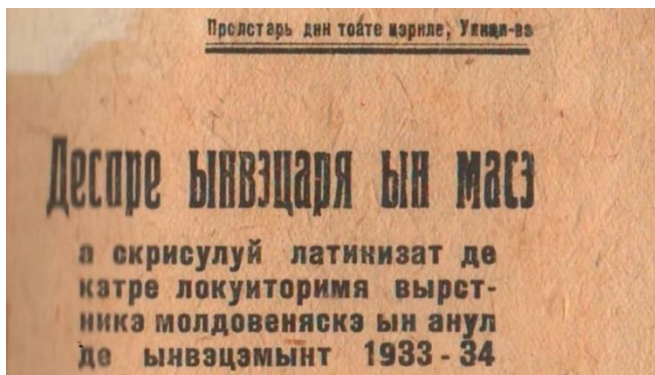 Пролетарь дин тоате цэриле, Уници-вэ
Деспре ынвэцаря ын масэ
а скрисулуй латинизат де
кэтре локуиторимя вырст-
никэ молдовеняскэ ын анул
де ынвэцэмынт 1933-34